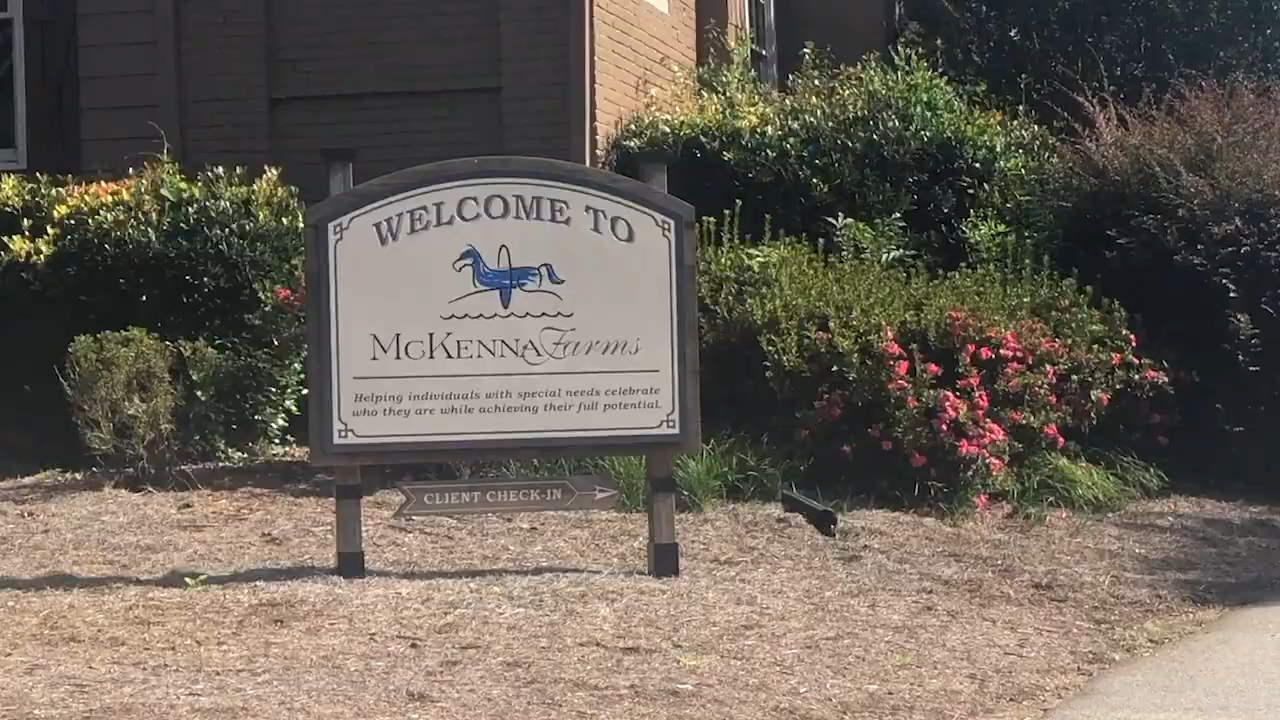 WELCOME TO
McKENNA Farms
Helping individuals with special needs celebrate
who they are while achieving their full potential.
CLIENT CHECK-IN